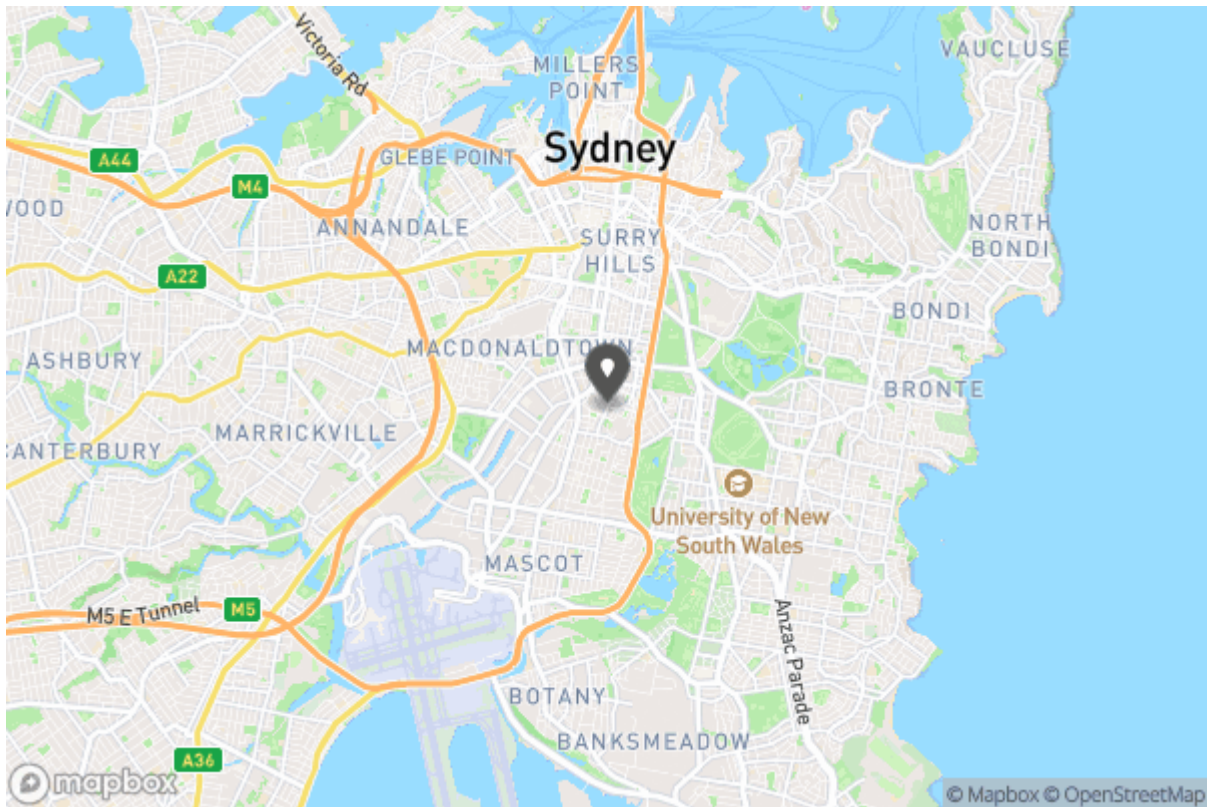 Victoria Rd
VAUCLUSE
MILLERS
POINT
Sydney
A44
GLEBE POINT
M4
WOOD
ANNANDALE
NORTH
BONDI
SURRY
HILLS
A22
BONDI
MACDONALDTOWN
ASHBURY
BRONTE
MARRICKVILLE
CANTERBURY
University of New
South Wales
MASCOT
M5 E Tunnel
M5
Anzac Parade
BOTANY
BANKSMEADOW
A36
mapbox
© Mapbox © OpenStreetMap